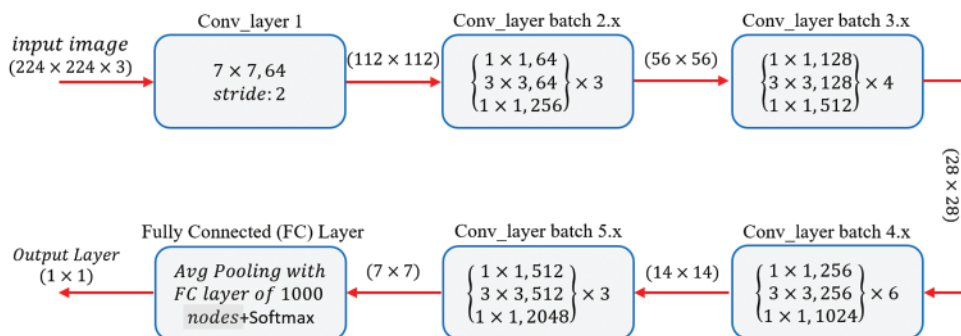 Conv_layer 1
Conv_layer batch 2.x
Conv_layer batch 3.x
input image
(224 × 224 × 3)
7 × 7, 64
stride: 2
(112 × 112)
1 × 1, 64
3 × 3, 64
1 × 1, 256
× 3
(56 × 56)
1 × 1, 128
3 × 3, 128
1 × 1, 512
× 4
(28 × 28)
Conv_layer batch 4.x
1 × 1, 256
3 × 3, 256
1 × 1, 1024
× 6
(14 × 14)
Conv_layer batch 5.x
1 × 1, 512
3 × 3, 512
1 × 1, 2048
× 3
(7 × 7)
Fully Connected (FC) Layer
Avg Pooling with
FC layer of 1000
nodes+Softmax
Output Layer
(1 × 1)